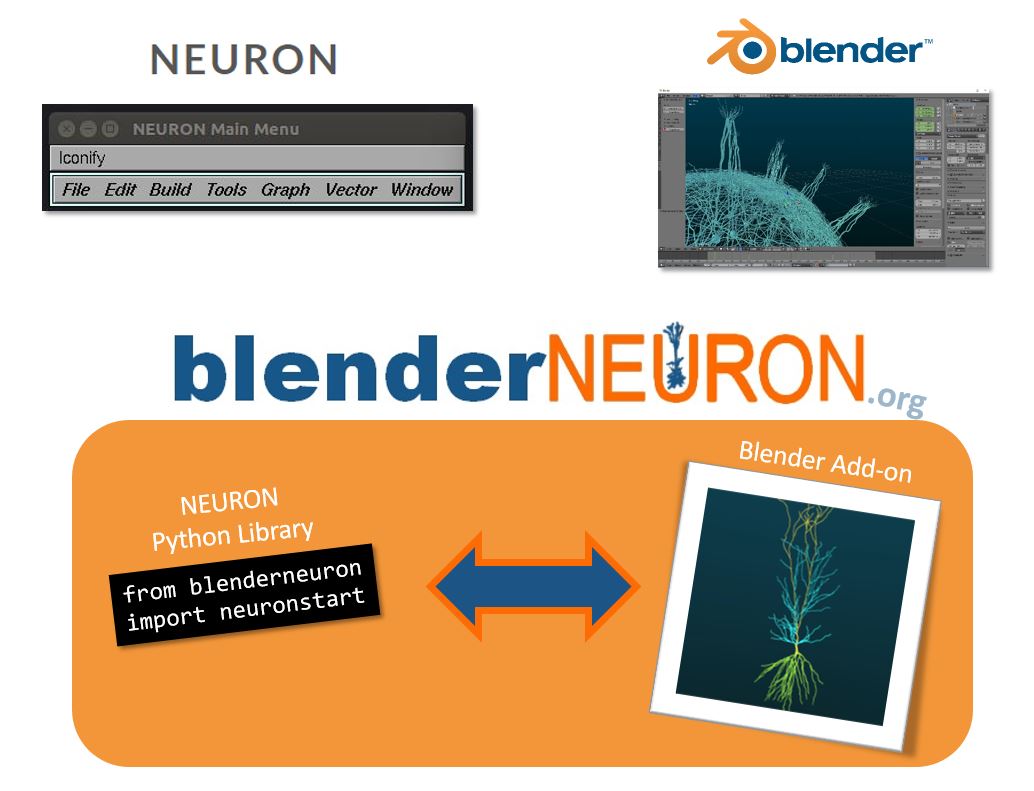 NEURON
blender™
NEURON Main Menu
Iconify
File Edit Build Tools Graph Vector Window
blenderNEURON.org
NEURON
Python Library
from blenderneuron
import neuronstart
Blender Add-on